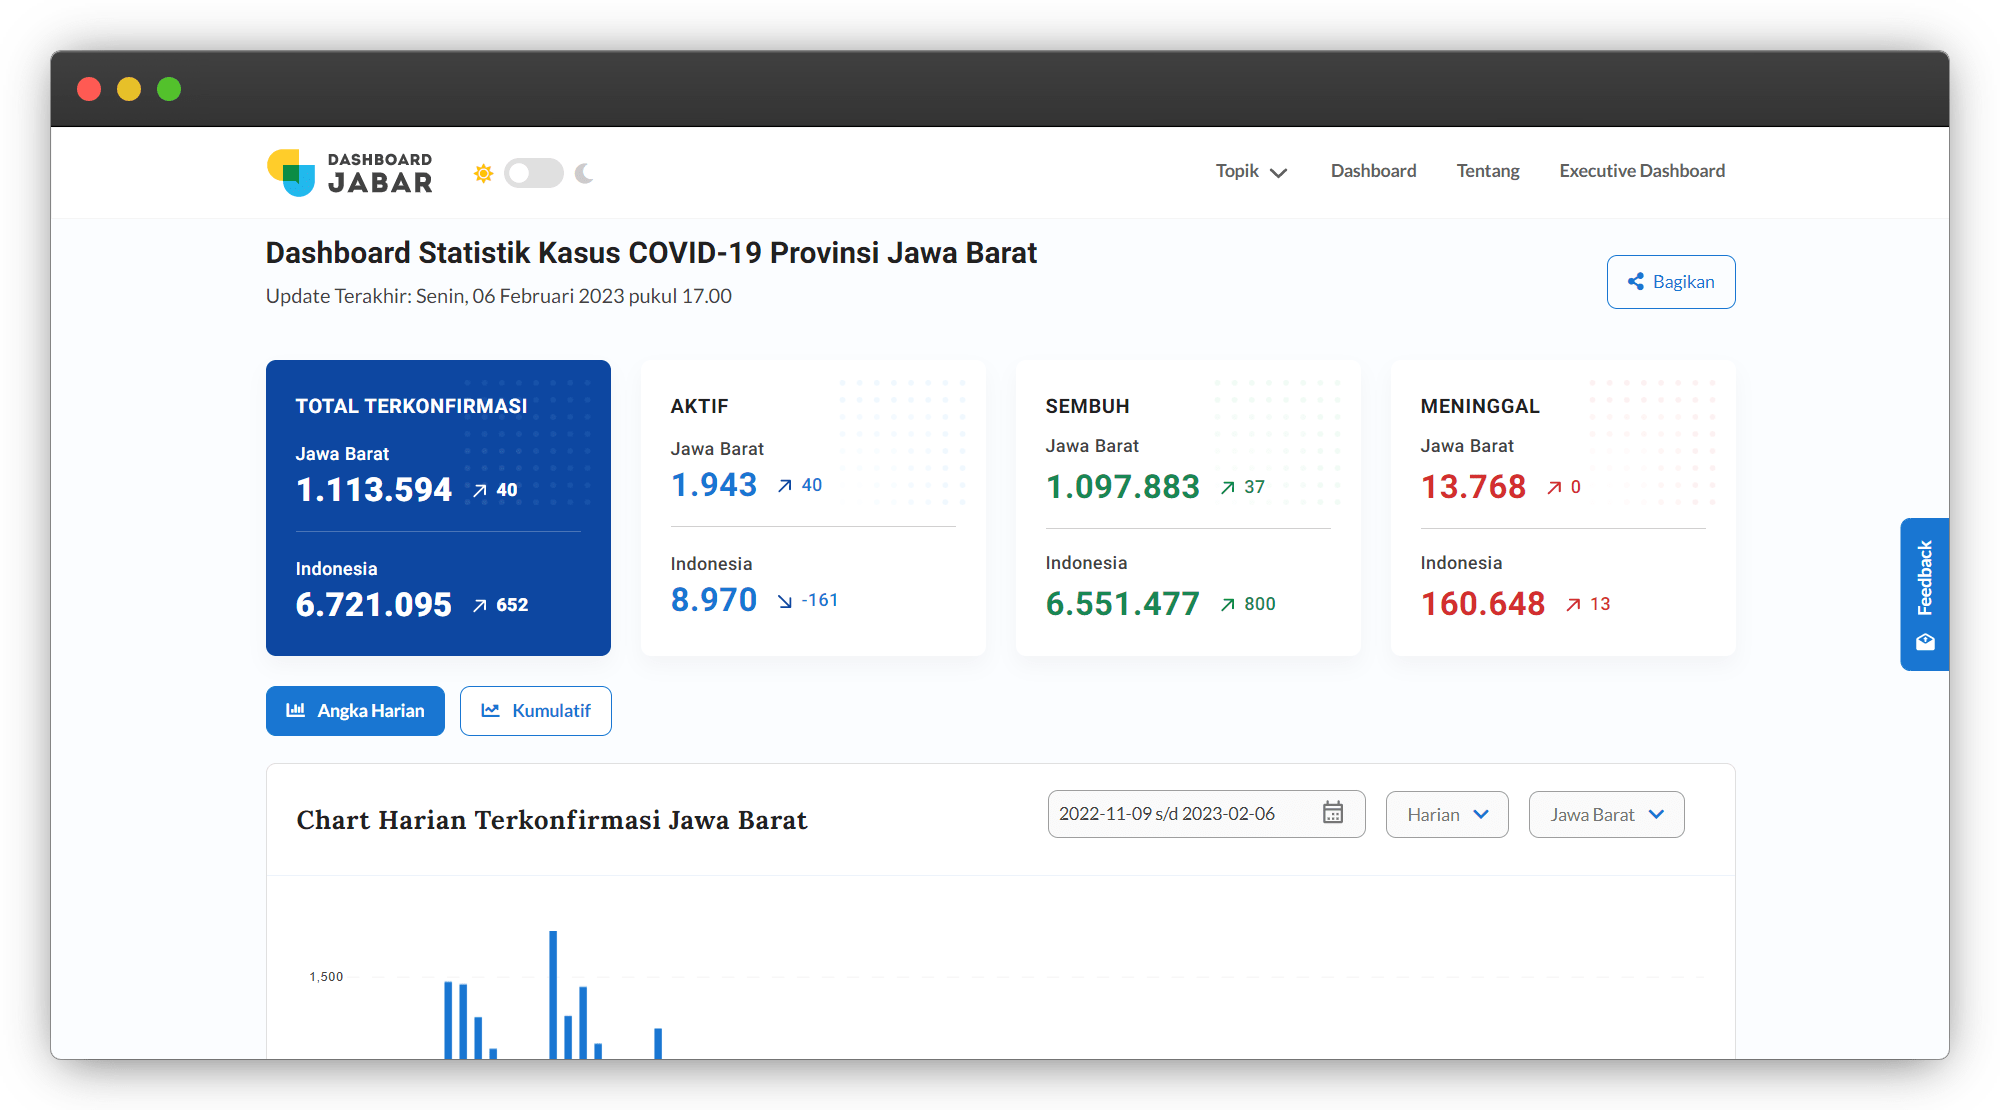 DASHBOARD
JABAR
Topik
Dashboard
Tentang
Executive Dashboard
Dashboard Statistik Kasus COVID-19 Provinsi Jawa Barat
Update Terakhir: Senin, 06 Februari 2023 pukul 17.00
Bagikan
TOTAL TERKONFIRMASI
Jawa Barat
1.113.594 40
Indonesia
6.721.095 652
AKTIF
Jawa Barat
1.943 40
Indonesia
8.970 -161
SEMBUH
Jawa Barat
1.097.883 37
Indonesia
6.551.477 800
MENINGGAL
Jawa Barat
13.768 0
Indonesia
160.648 13
Feedback
Angka Harian
Kumulatif
Chart Harian Terkonfirmasi Jawa Barat
2022-11-09 s/d 2023-02-06
Harian
Jawa Barat
1,500